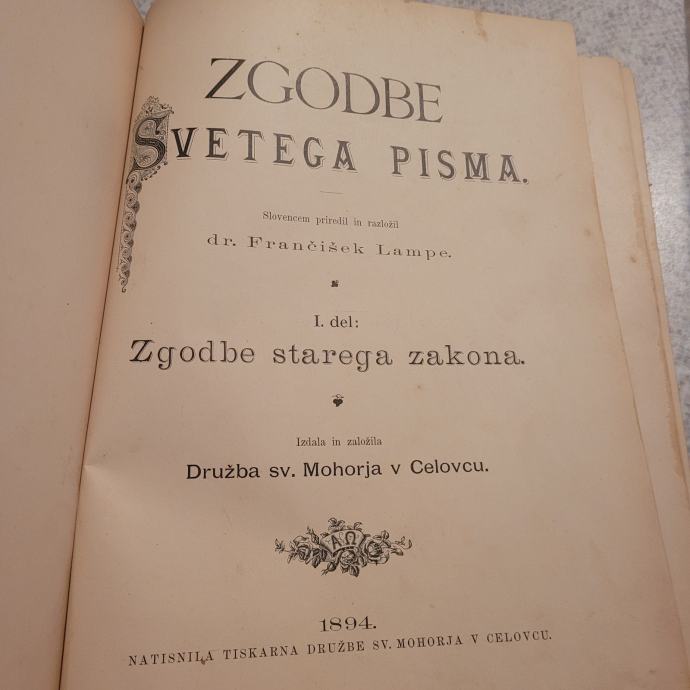 ZGODBE
SVETEGA PISMA.
Slovencem priredil in razložil
dr. Frančišek Lampe.
I. del:
Zgodbe starega zakona.
Izdala in založila
Družba sv. Mohorja v Celovcu.
AΩ
1894.
NATISNILA TISKARNA DRUŽBE SV. MOHORJA V CELOVCU.